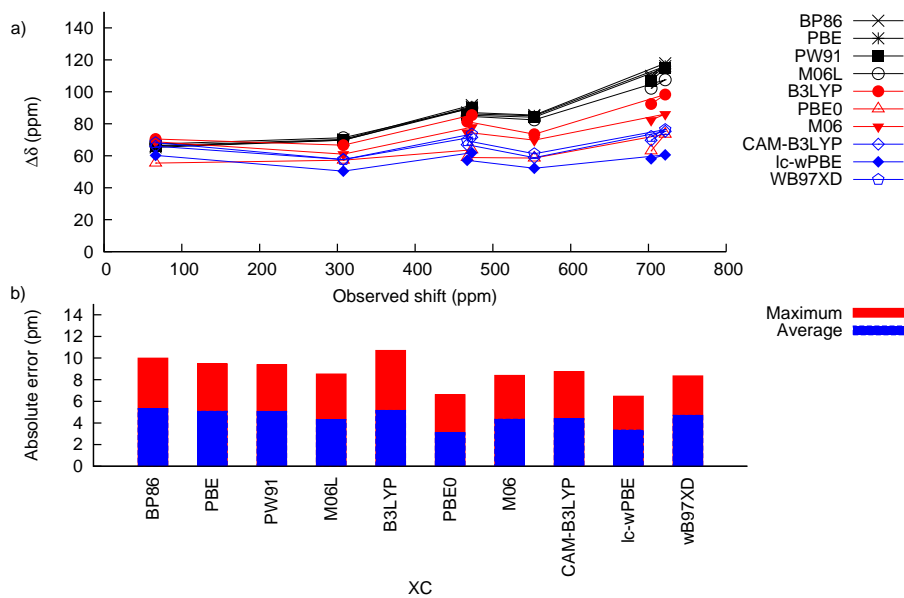 a)
Δδ (ppm)
140
120
100
80
60
40
20
0
0 100 200 300 400 500 600 700 800
Observed shift (ppm)
BP86
PBE
PW91
M06L
B3LYP
PBE0
M06
CAM-B3LYP
lc-wPBE
WB97XD
b)
Absolute error (pm)
14
12
10
8
6
4
2
0
BP86
PBE
PW91
M06L
B3LYP
PBE0
M06
CAM-B3LYP
lc-wPBE
wB97XD
XC
Maximum
Average